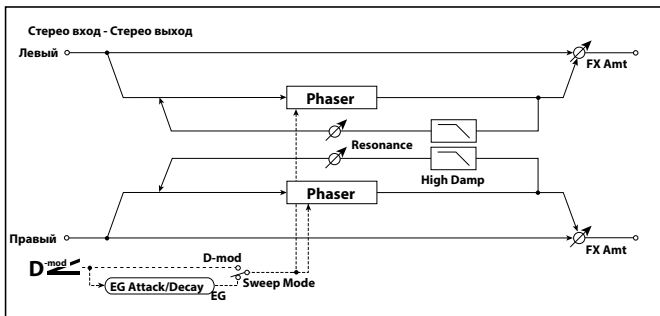 Стерео вход - Стерео выход
Левый
FX Amt
Phaser
Resonance
High Damp
Phaser
Правый
FX Amt
D-mod
D-mod
EG Attack/Decay
EG
Sweep Mode